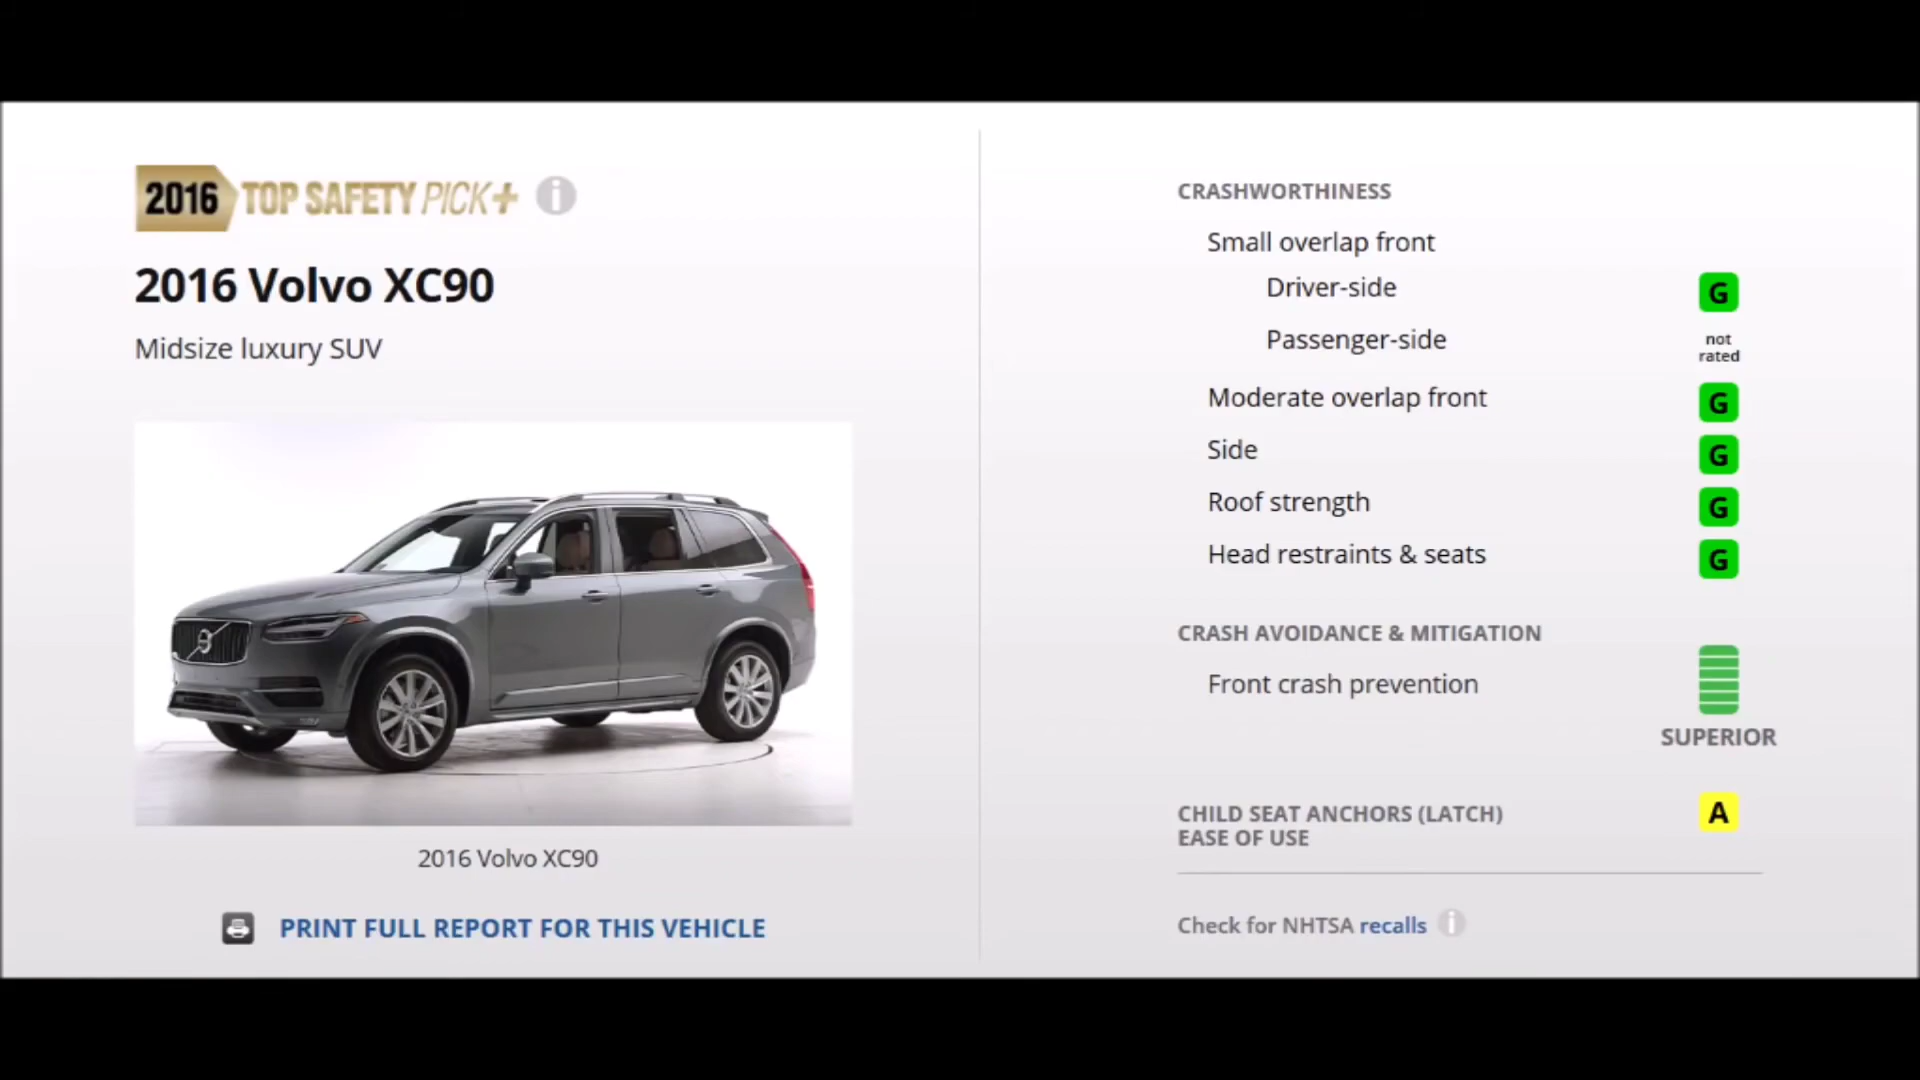 2016 TOP SAFETY PICK+ i
2016 Volvo XC90
Midsize luxury SUV
2016 Volvo XC90
PRINT FULL REPORT FOR THIS VEHICLE
CRASHWORTHINESS
Small overlap front
Driver-side G
Passenger-side not rated
Moderate overlap front G
Side G
Roof strength G
Head restraints & seats G
CRASH AVOIDANCE & MITIGATION
Front crash prevention
SUPERIOR
CHILD SEAT ANCHORS (LATCH) A
EASE OF USE
Check for NHTSA recalls i